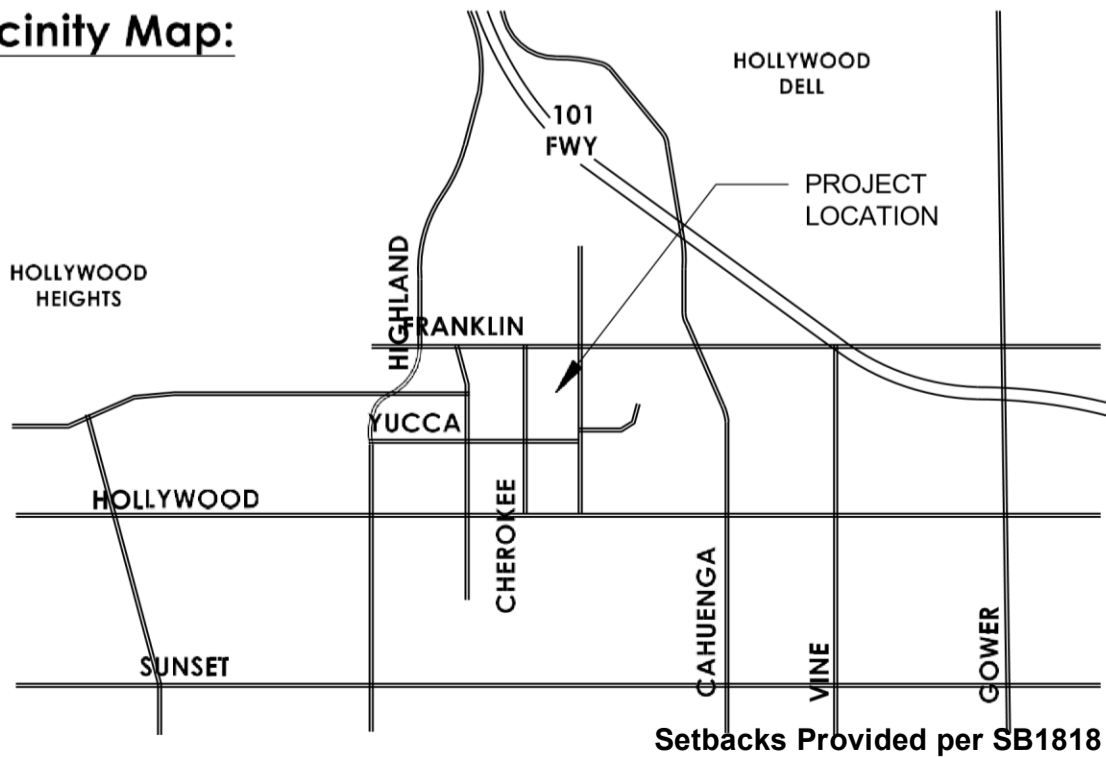 cinity Map:
HOLLYWOOD
DELL
101
FWY
PROJECT
LOCATION
HIGHLAND
HOLLYWOOD
HEIGHTS
FRANKLIN
YUCCA
HOLLYWOOD
CHEROKEE
CAHUENGA
VINE
GOWER
SUNSET
Setbacks Provided per SB1818